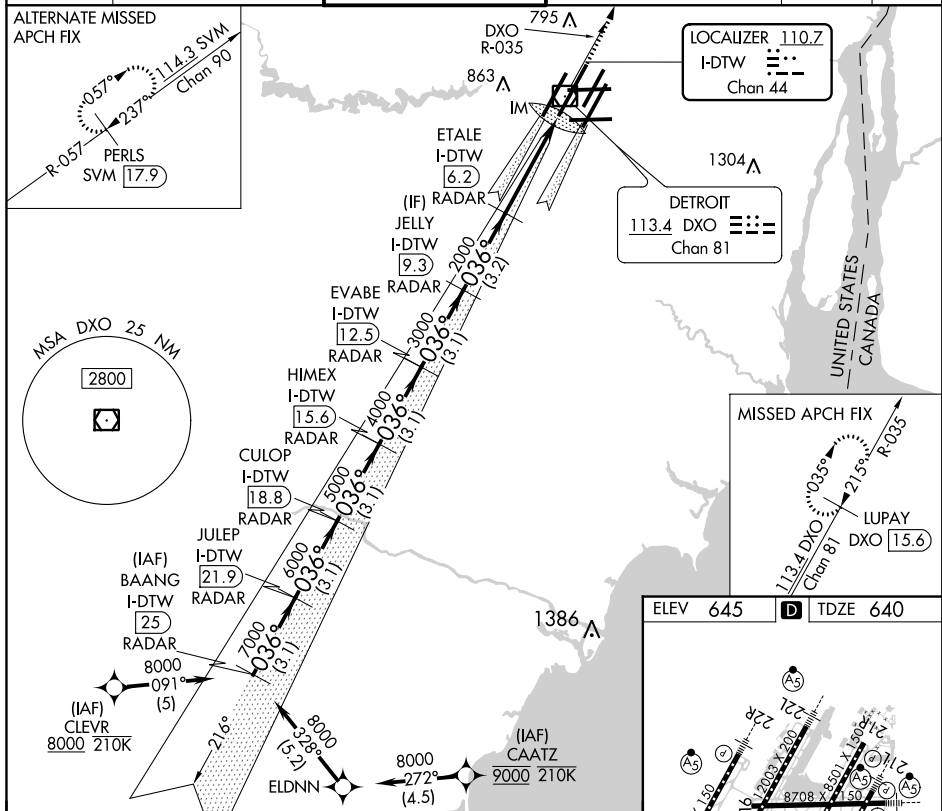 ALTERNATE MISSED
APCH FIX
057°
237°
114.3 SVM
Chan 90
R-057
PERLS
SVM 17.9
795
DXO
R-035
863
IM
LOCALIZER 110.7
I-DTW
Chan 44
1304
DETROIT
113.4 DXO
Chan 81
UNITED STATES
CANADA
ETALE
I-DTW
6.2
RADAR
(IF)
JELLY
I-DTW
9.3
RADAR
2000
036°
(3.2)
EVABE
I-DTW
12.5
RADAR
3000
036°
(3.1)
HIMEX
I-DTW
15.6
RADAR
4000
036°
(3.1)
CULOP
I-DTW
18.8
RADAR
5000
036°
(3.1)
JULEP
I-DTW
21.9
RADAR
6000
036°
(3.1)
(IAF)
BAANG
I-DTW
25
RADAR
7000
036°
(3.1)
MSA DXO 25 NM
2800
MISSED APCH FIX
035°
215°
R-035
LUPAY
DXO 15.6
113.4 DXO
Chan 81
1386
8000
091°
(5)
(IAF)
CLEVR
8000 210K
216°
8000
328°
(5.2)
ELDNN
8000
272°
(4.5)
(IAF)
CAATZ
9000 210K
ELEV 645
D
TDZE 640
A5
22R
22L
A5
P
12003 X 200
8501 X 150
21R
21L
P
A5
A5
8708 X 150
150